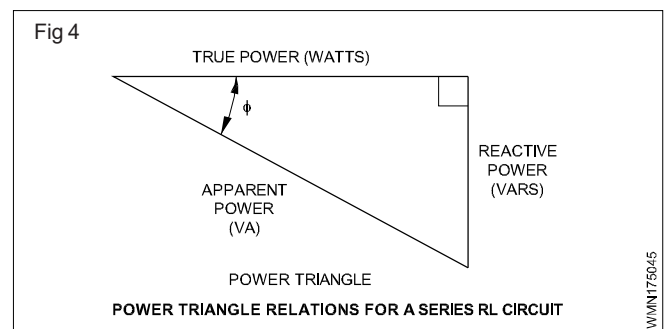 Fig 4
TRUE POWER (WATTS)
ϕ
REACTIVE
POWER
(VARS)
APPARENT
POWER
(VA)
POWER TRIANGLE
POWER TRIANGLE RELATIONS FOR A SERIES RL CIRCUIT
WMN175045